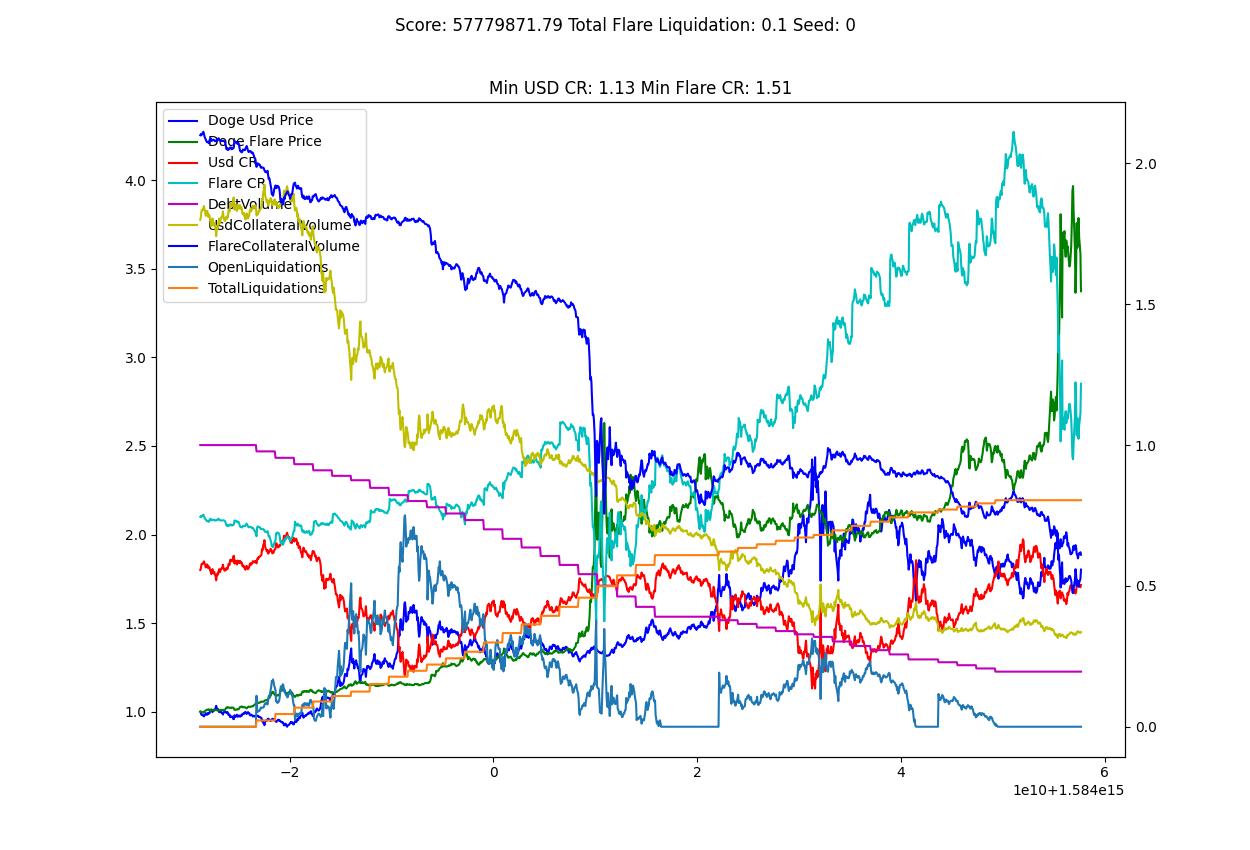 Score: 57779871.79 Total Flare Liquidation: 0.1 Seed: 0
Min USD CR: 1.13 Min Flare CR: 1.51
Doge Usd Price
Doge Flare Price
Usd CR
Flare CR
DebtVolume
UsdCollateralVolume
FlareCollateralVolume
OpenLiquidations
TotalLiquidations
4.0
3.5
3.0
2.5
2.0
1.5
1.0
2.0
1.5
1.0
0.5
0.0
−2 0 2 4 6
1e10+1.584e15